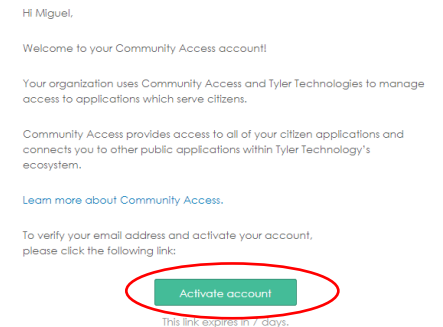 Hi Miguel,
Welcome to your Community Access account!
Your organization uses Community Access and Tyler Technologies to manage
access to applications which serve citizens.
Community Access provides access to all of your citizen applications and
connects you to other public applications within Tyler Technology's
ecosystem.
Learn more about Community Access.
To verify your email address and activate your account,
please click the following link:
Activate account
This link expires in 7 days.